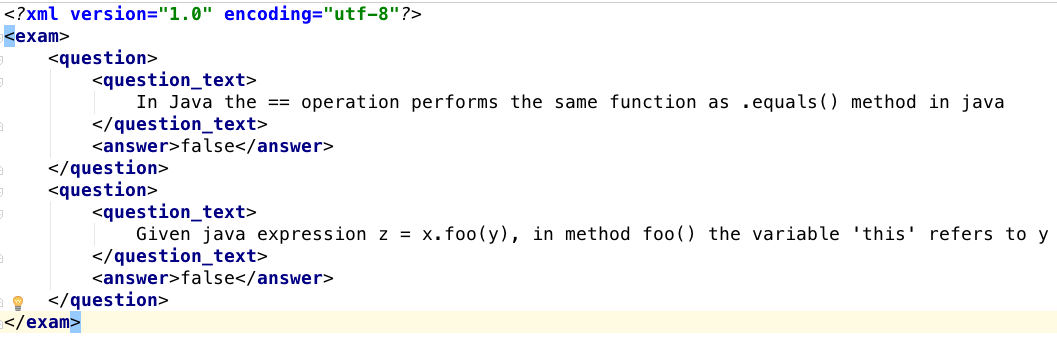 <?xml version="1.0" encoding="utf-8"?>
<exam>
<question>
<question_text>
In Java the == operation performs the same function as .equals() method in java
</question_text>
<answer>false</answer>
</question>
<question>
<question_text>
Given java expression z = x.foo(y), in method foo() the variable 'this' refers to y
</question_text>
<answer>false</answer>
</question>
</exam>